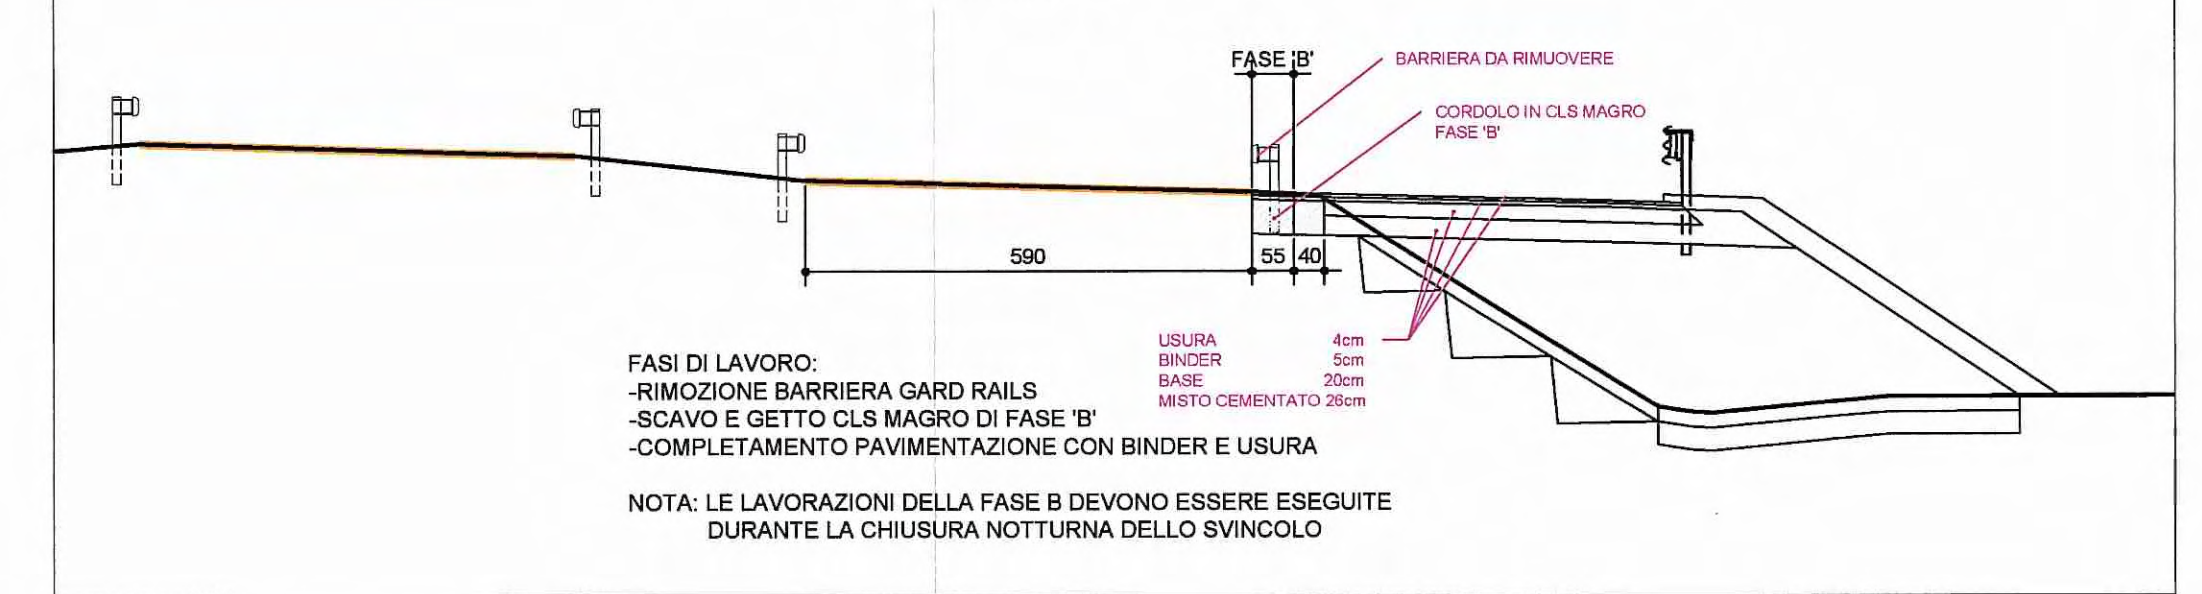 FASE 'B'
BARRIERA DA RIMUOVERE
CORDOLO IN CLS MAGRO
FASE 'B'
590
55
40
USURA 4cm
BINDER 5cm
BASE 20cm
MISTO CEMENTATO 26cm
FASI DI LAVORO:
-RIMOZIONE BARRIERA GARD RAILS
-SCAVO E GETTO CLS MAGRO DI FASE 'B'
-COMPLETAMENTO PAVIMENTAZIONE CON BINDER E USURA
NOTA: LE LAVORAZIONI DELLA FASE B DEVONO ESSERE ESEGUITE
DURANTE LA CHIUSURA NOTTURNA DELLO SVINCOLO